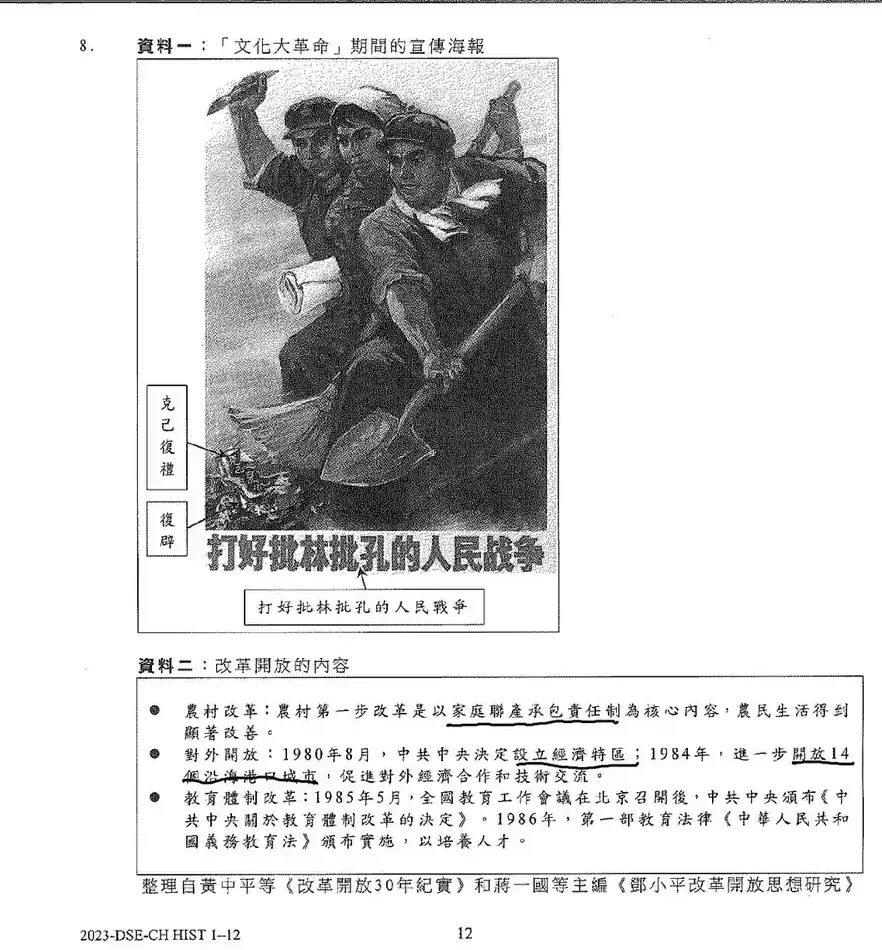 8. 資料一：「文化大革命」期間的宣傳海報
克己復禮
復辟
打好批林批孔的人民战争
打好批林批孔的人民戰爭
資料二：改革開放的內容
● 農村改革：農村第一步改革是以家庭聯產承包責任制為核心內容，農民生活得到
顯著改善。
● 對外開放：1980年8月，中共中央決定設立經濟特區；1984年，進一步開放14
個沿海港口城市，促進對外經濟合作和技術交流。
● 教育體制改革：1985年5月，全國教育工作會議在北京召開後，中共中央頒布《中
共中央關於教育體制改革的決定》。1986年，第一部教育法律《中華人民共和
國義務教育法》頒布實施，以培養人才。
整理自黃中平等《改革開放30年紀實》和蔣一國等主編《鄧小平改革開放思想研究》
2023-DSE-CH HIST 1–12 12